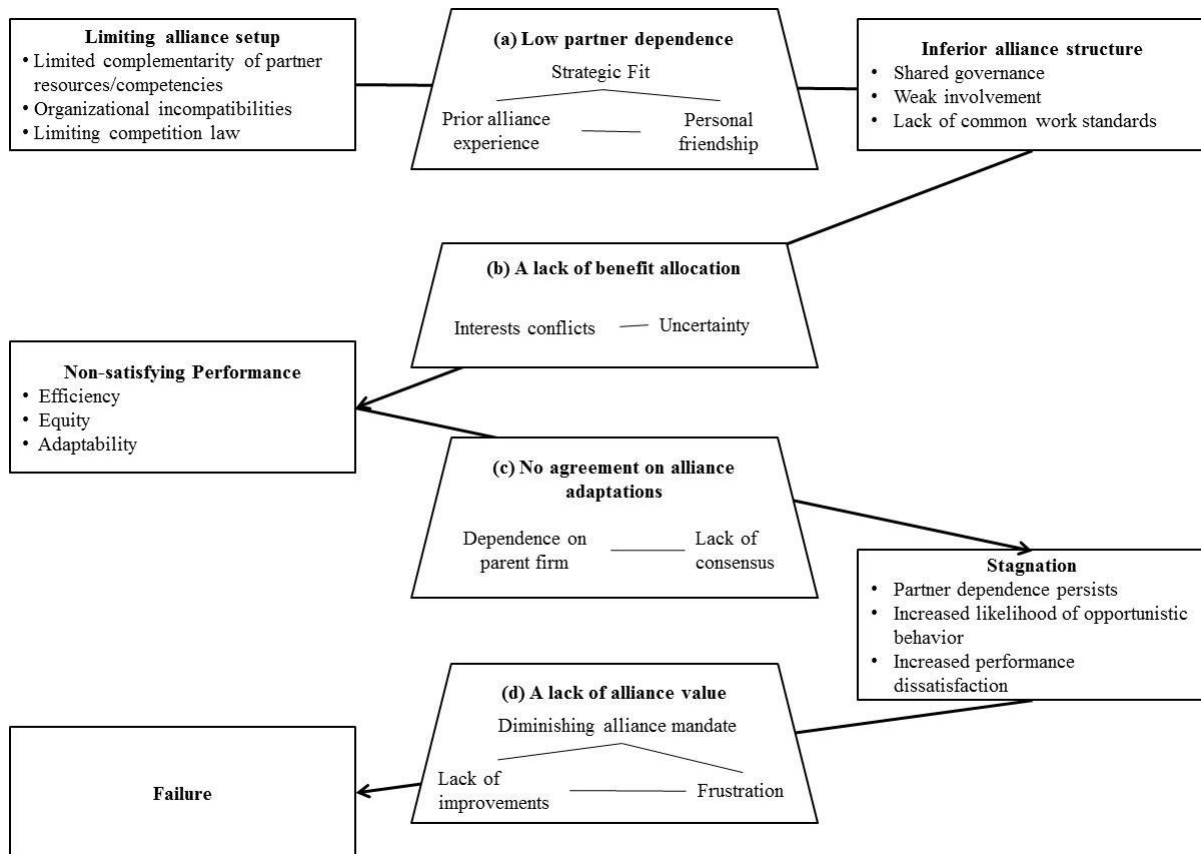 Limiting alliance setup
• Limited complementarity of partner
resources/competencies
• Organizational incompatibilities
• Limiting competition law
(a) Low partner dependence
Strategic Fit
Prior alliance
experience
Personal
friendship
Inferior alliance structure
• Shared governance
• Weak involvement
• Lack of common work standards
(b) A lack of benefit allocation
Interests conflicts
Uncertainty
Non-satisfying Performance
• Efficiency
• Equity
• Adaptability
(c) No agreement on alliance
adaptations
Dependence on
parent firm
Lack of
consensus
Stagnation
• Partner dependence persists
• Increased likelihood of opportunistic
behavior
• Increased performance
dissatisfaction
(d) A lack of alliance value
Diminishing alliance mandate
Lack of
improvements
Frustration
Failure